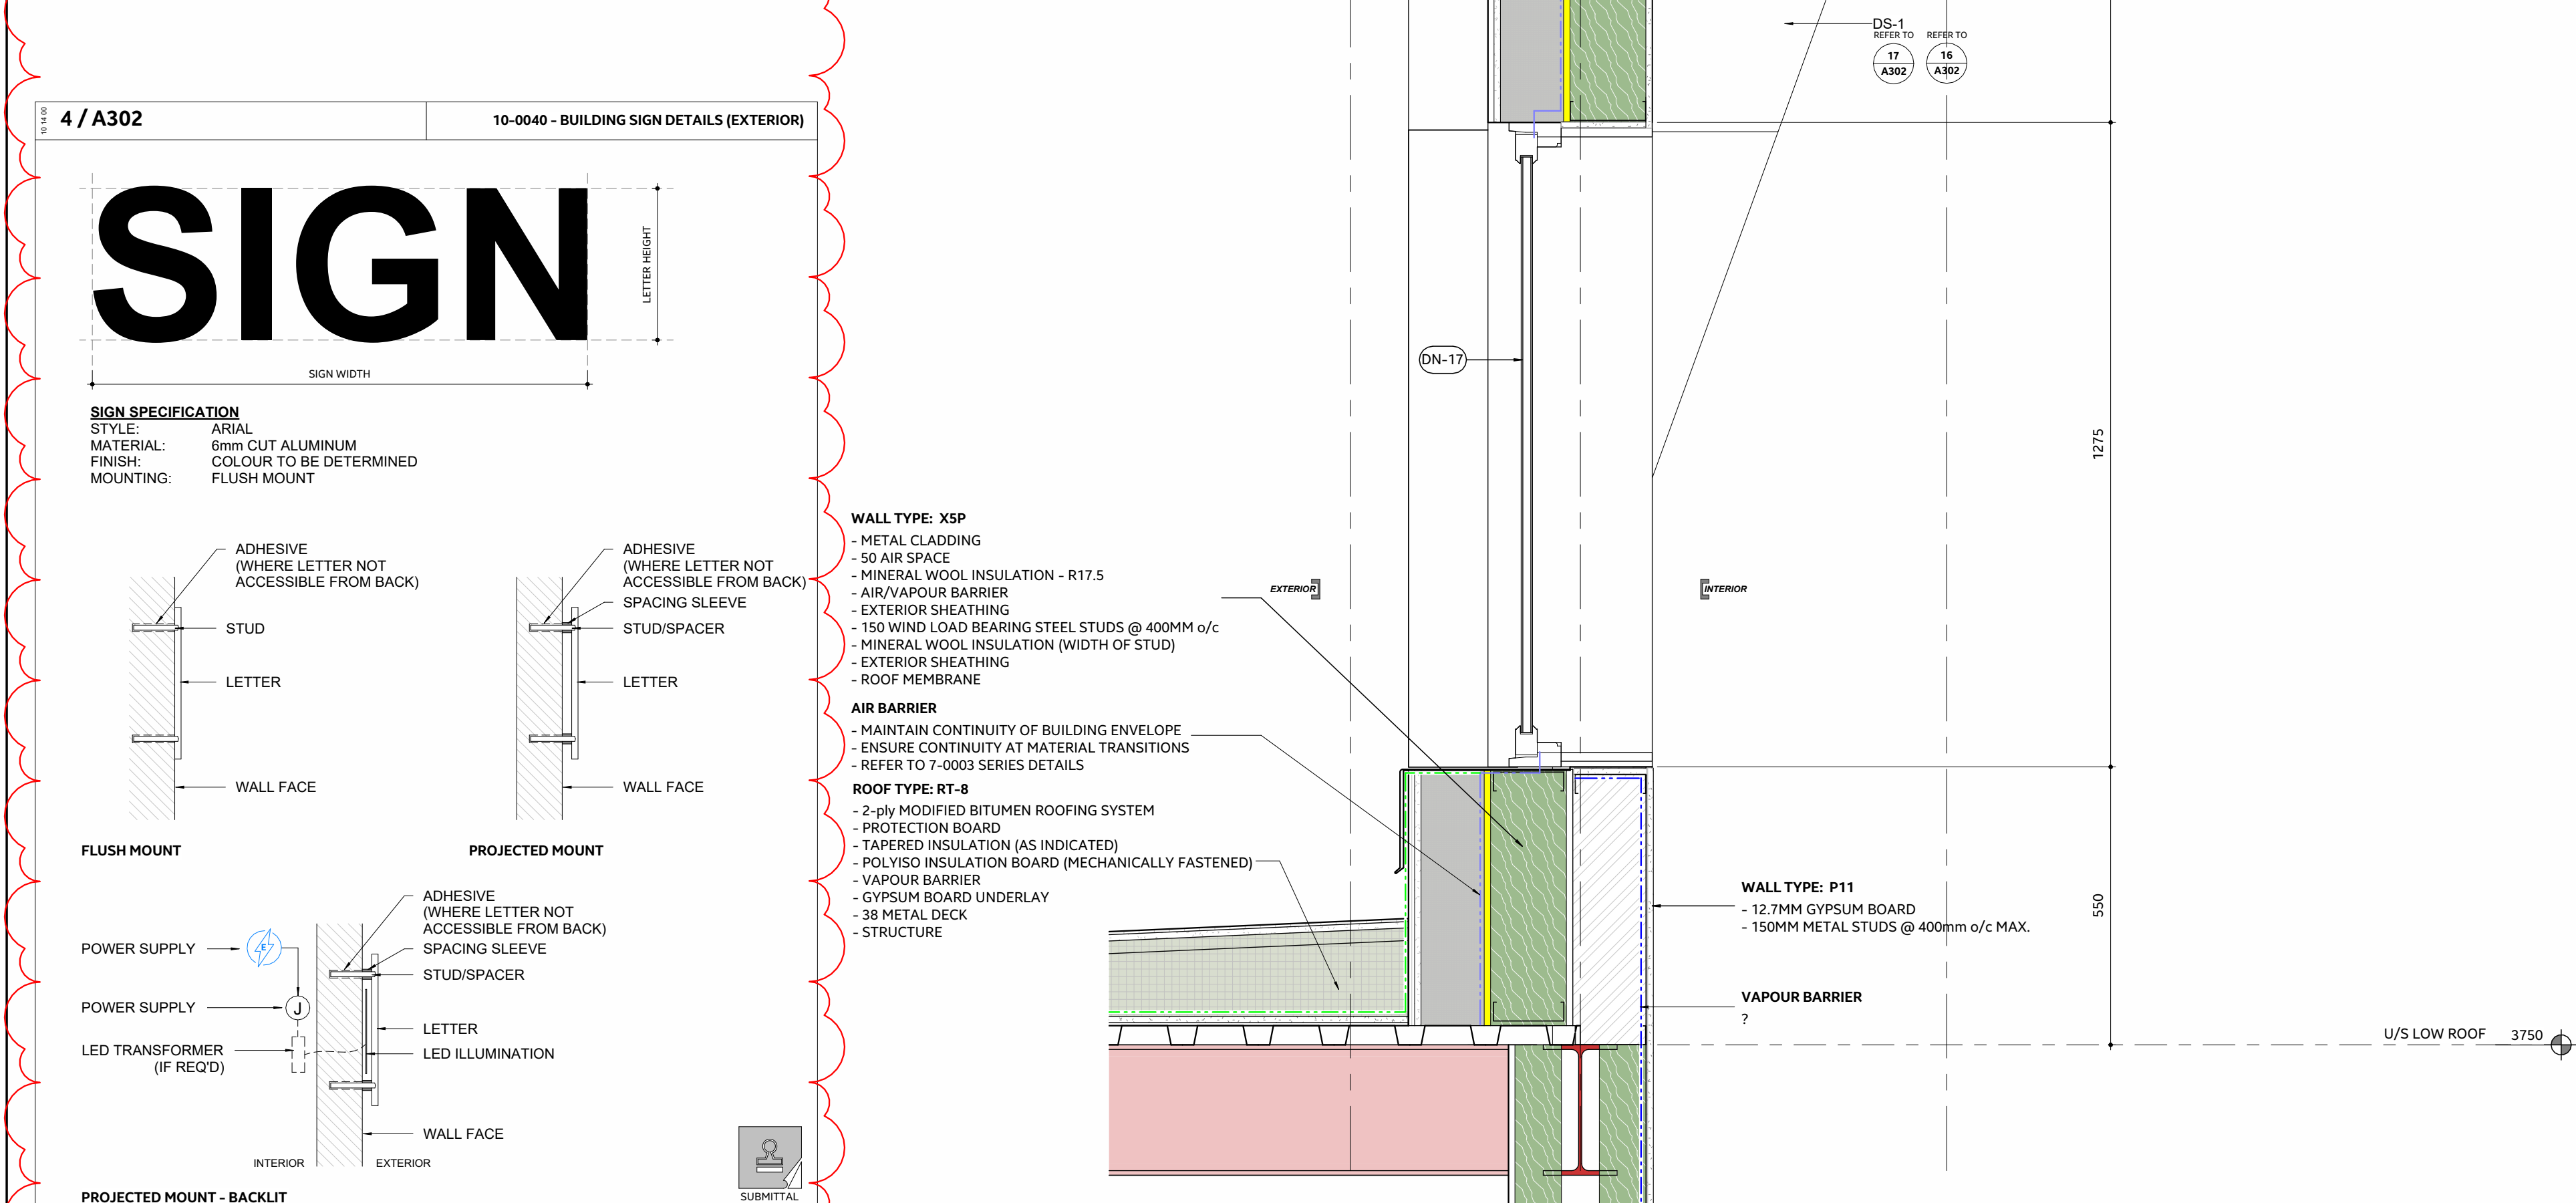 10 14 00
4 / A302
10-0040 - BUILDING SIGN DETAILS (EXTERIOR)
SIGN
LETTER HEIGHT
SIGN WIDTH
SIGN SPECIFICATION
STYLE: ARIAL
MATERIAL: 6mm CUT ALUMINUM
FINISH: COLOUR TO BE DETERMINED
MOUNTING: FLUSH MOUNT
ADHESIVE
(WHERE LETTER NOT
ACCESSIBLE FROM BACK)
STUD
LETTER
WALL FACE
FLUSH MOUNT
ADHESIVE
(WHERE LETTER NOT
ACCESSIBLE FROM BACK)
SPACING SLEEVE
STUD/SPACER
LETTER
WALL FACE
PROJECTED MOUNT
ADHESIVE
(WHERE LETTER NOT
ACCESSIBLE FROM BACK)
SPACING SLEEVE
STUD/SPACER
LETTER
LED ILLUMINATION
WALL FACE
POWER SUPPLY
E
POWER SUPPLY
J
LED TRANSFORMER
(IF REQ'D)
INTERIOR
EXTERIOR
PROJECTED MOUNT - BACKLIT
SUBMITTAL
WALL TYPE: X5P
- METAL CLADDING
- 50 AIR SPACE
- MINERAL WOOL INSULATION - R17.5
- AIR/VAPOUR BARRIER
- EXTERIOR SHEATHING
- 150 WIND LOAD BEARING STEEL STUDS @ 400MM o/c
- MINERAL WOOL INSULATION (WIDTH OF STUD)
- EXTERIOR SHEATHING
- ROOF MEMBRANE
AIR BARRIER
- MAINTAIN CONTINUITY OF BUILDING ENVELOPE
- ENSURE CONTINUITY AT MATERIAL TRANSITIONS
- REFER TO 7-0003 SERIES DETAILS
ROOF TYPE: RT-8
- 2-ply MODIFIED BITUMEN ROOFING SYSTEM
- PROTECTION BOARD
- TAPERED INSULATION (AS INDICATED)
- POLYISO INSULATION BOARD (MECHANICALLY FASTENED)
- VAPOUR BARRIER
- GYPSUM BOARD UNDERLAY
- 38 METAL DECK
- STRUCTURE
EXTERIOR
DN-17
INTERIOR
DS-1
REFER TO
17
A302
REFER TO
16
A302
1275
550
WALL TYPE: P11
- 12.7MM GYPSUM BOARD
- 150MM METAL STUDS @ 400mm o/c MAX.
VAPOUR BARRIER
?
U/S LOW ROOF 3750